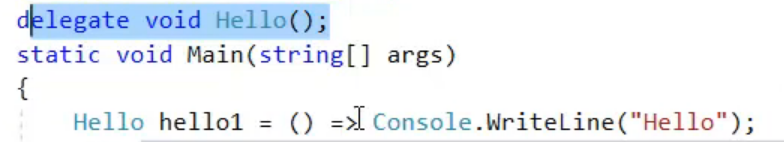 delegate void Hello();
static void Main(string[] args)
{
Hello hello1 = () => Console.WriteLine("Hello");